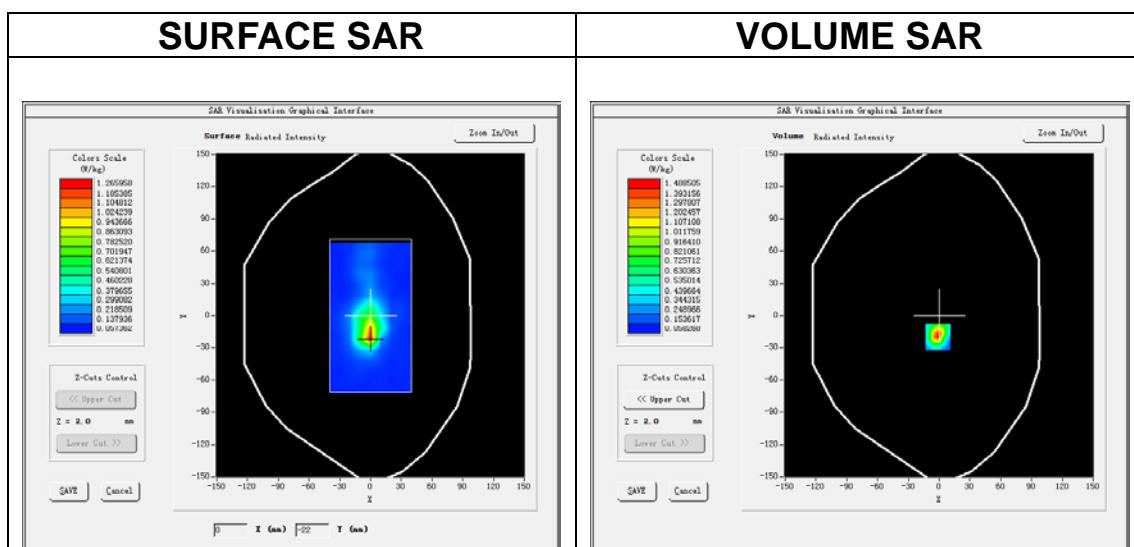 SURFACE SAR
VOLUME SAR
SAR Visualisation Graphical Interface
Surface Radiated Intensity
Zoom In/Out
Colors Scale
(W/kg)
1.265958
1.185385
1.104812
1.024239
0.943666
0.863093
0.782520
0.701947
0.621374
0.540801
0.460228
0.379655
0.299082
0.218509
0.137936
0.057362
Z-Cuts Control
<< Upper Cut
Z = 2.0 mm
Lower Cut >>
SAVE
Cancel
150
120
90
60
30
0
-30
-60
-90
-120
-150
Y
-150 -120 -90 -60 -30 0 30 60 90 120 150
X
0 X (mm) -22 Y (mm)
SAR Visualisation Graphical Interface
Volume Radiated Intensity
Zoom In/Out
Colors Scale
(W/kg)
1.488505
1.393156
1.297807
1.202457
1.107108
1.011759
0.916410
0.821061
0.725712
0.630363
0.535014
0.439664
0.344315
0.248966
0.153617
0.058268
Z-Cuts Control
<< Upper Cut
Z = 2.0 mm
Lower Cut >>
SAVE
Cancel
150
120
90
60
30
0
-30
-60
-90
-120
-150
Y
-150 -120 -90 -60 -30 0 30 60 90 120 150
X